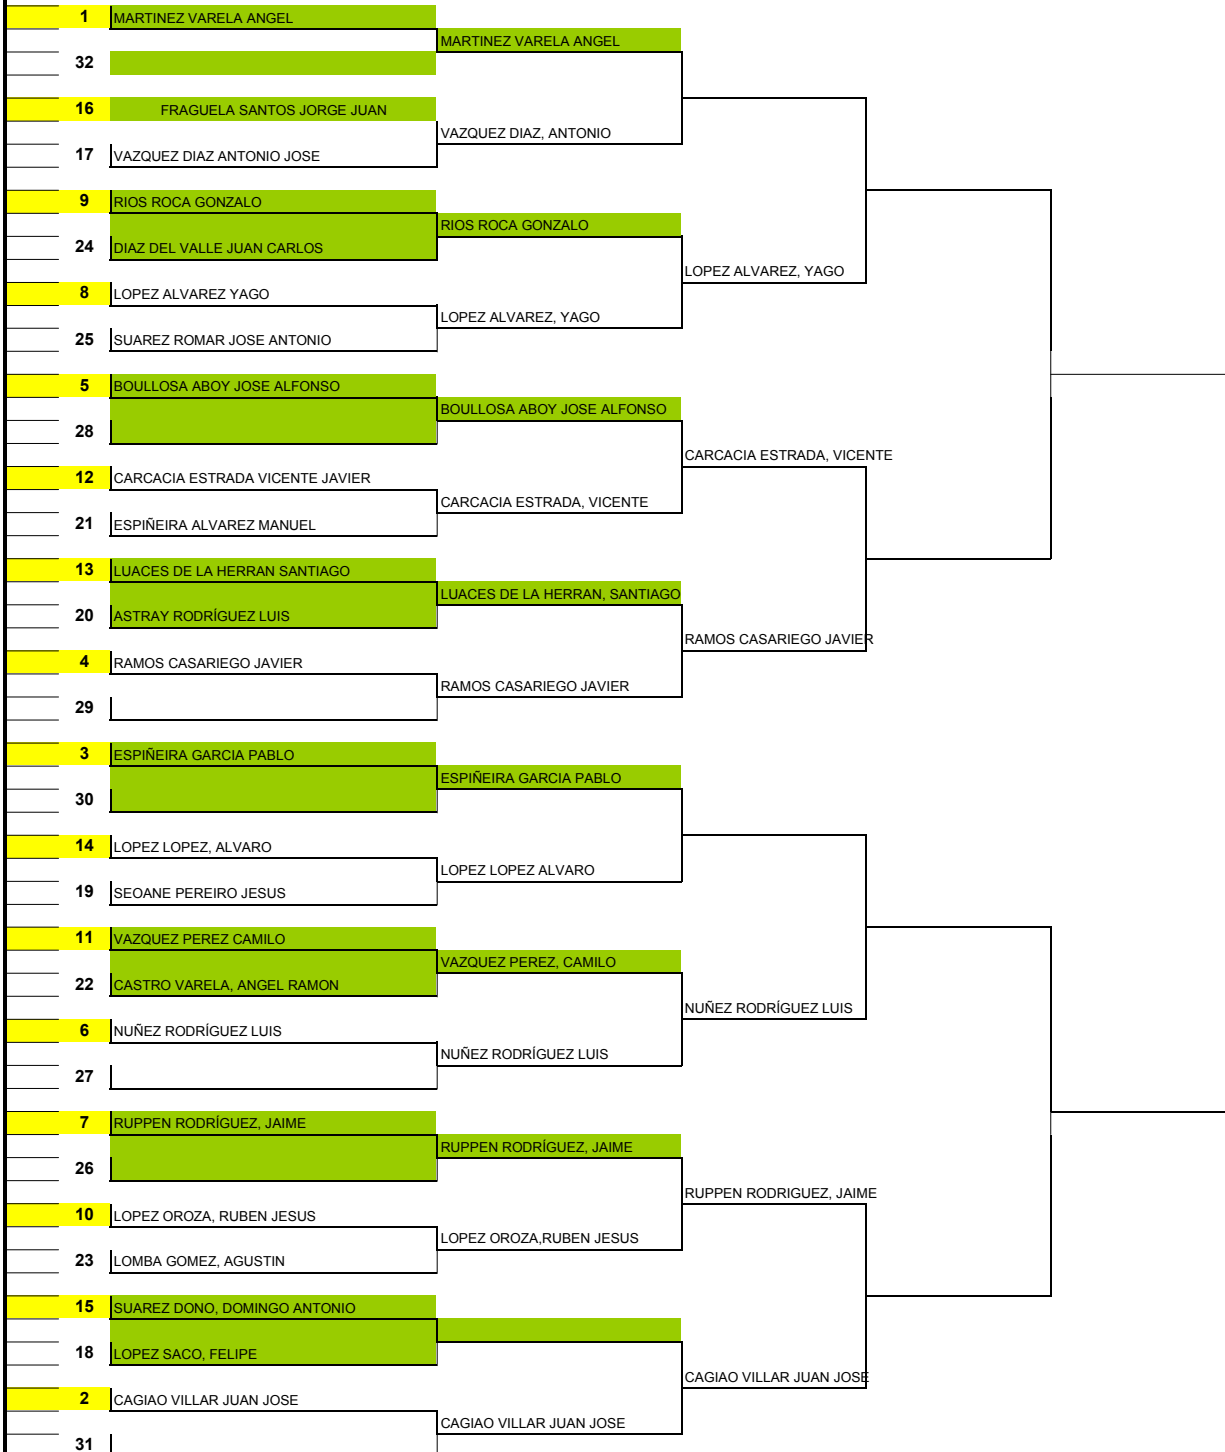 1 MARTINEZ VARELA ANGEL
MARTINEZ VARELA ANGEL
32
16 FRAGUELA SANTOS JORGE JUAN
VAZQUEZ DIAZ, ANTONIO
17 VAZQUEZ DIAZ ANTONIO JOSE
9 RIOS ROCA GONZALO
RIOS ROCA GONZALO
24 DIAZ DEL VALLE JUAN CARLOS
LOPEZ ALVAREZ, YAGO
8 LOPEZ ALVAREZ YAGO
LOPEZ ALVAREZ, YAGO
25 SUAREZ ROMAR JOSE ANTONIO
5 BOULLOSA ABOY JOSE ALFONSO
BOULLOSA ABOY JOSE ALFONSO
28
CARCACIA ESTRADA, VICENTE
12 CARCACIA ESTRADA VICENTE JAVIER
CARCACIA ESTRADA, VICENTE
21 ESPIÑEIRA ALVAREZ MANUEL
13 LUACES DE LA HERRAN SANTIAGO
LUACES DE LA HERRAN, SANTIAGO
20 ASTRAY RODRÍGUEZ LUIS
RAMOS CASARIEGO JAVIER
4 RAMOS CASARIEGO JAVIER
RAMOS CASARIEGO JAVIER
29
3 ESPIÑEIRA GARCIA PABLO
ESPIÑEIRA GARCIA PABLO
30
14 LOPEZ LOPEZ, ALVARO
LOPEZ LOPEZ ALVARO
19 SEOANE PEREIRO JESUS
11 VAZQUEZ PEREZ CAMILO
VAZQUEZ PEREZ, CAMILO
22 CASTRO VARELA, ANGEL RAMON
NUÑEZ RODRÍGUEZ LUIS
6 NUÑEZ RODRÍGUEZ LUIS
NUÑEZ RODRÍGUEZ LUIS
27
7 RUPPEN RODRÍGUEZ, JAIME
RUPPEN RODRÍGUEZ, JAIME
26
RUPPEN RODRIGUEZ, JAIME
10 LOPEZ OROZA, RUBEN JESUS
LOPEZ OROZA,RUBEN JESUS
23 LOMBA GOMEZ, AGUSTIN
15 SUAREZ DONO, DOMINGO ANTONIO
18 LOPEZ SACO, FELIPE
CAGIAO VILLAR JUAN JOSE
2 CAGIAO VILLAR JUAN JOSE
CAGIAO VILLAR JUAN JOSE
31